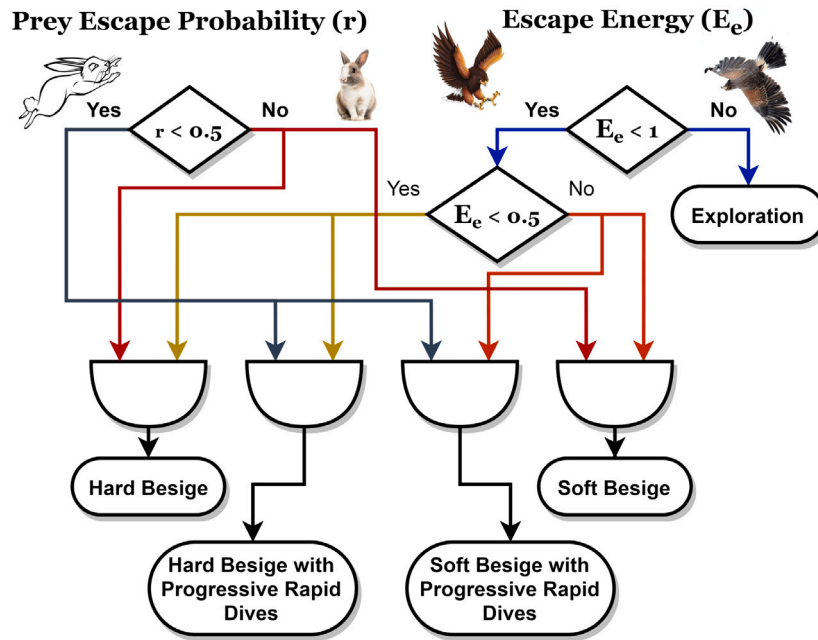 Prey Escape Probability (r)
Escape Energy (Eₑ)
Yes
r < 0.5
No
Yes
Eₑ < 1
No
Yes
Eₑ < 0.5
No
Exploration
Hard Besige
Soft Besige
Hard Besige with
Progressive Rapid
Dives
Soft Besige with
Progressive Rapid
Dives